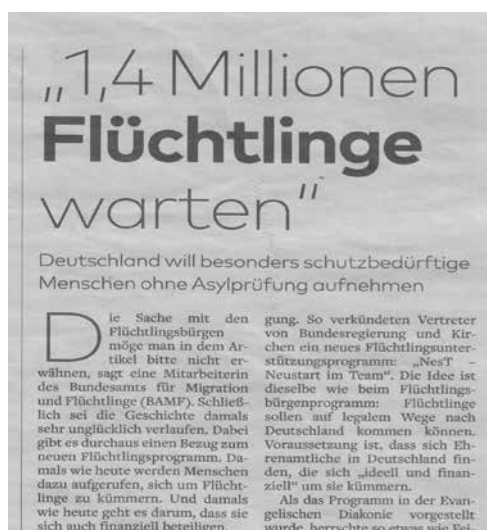 „1,4 Millionen
Flüchtlinge
warten"
Deutschland will besonders schutzbedürftige
Menschen ohne Asylprüfung aufnehmen
Die Sache mit den
Flüchtlingsbürgen
möge man in dem Ar-
tikel bitte nicht er-
wähnen, sagt eine Mitarbeiterin
des Bundesamts für Migration
und Flüchtlinge (BAMF). Schließ-
lich sei die Geschichte damals
sehr unglücklich verlaufen. Dabei
gibt es durchaus einen Bezug zum
neuen Flüchtlingsprogramm. Da-
mals wie heute werden Menschen
dazu aufgerufen, sich um Flücht-
linge zu kümmern. Und damals
wie heute geht es darum, dass sie
sich auch finanziell beteiligen.
gung. So verkündeten Vertreter
von Bundesregierung und Kir-
chen ein neues Flüchtlingsunter-
stützungsprogramm: „NesT –
Neustart im Team". Die Idee ist
dieselbe wie beim Flüchtlings-
bürgenprogramm: Flüchtlinge
sollen auf legalem Wege nach
Deutschland kommen können.
Voraussetzung ist, dass sich Eh-
renamtliche in Deutschland fin-
den, die sich „ideell und finan-
ziell" um sie kümmern.
Als das Programm in der Evan-
gelischen Diakonie vorgestellt
wurde, herrschte so etwas wie Fei-